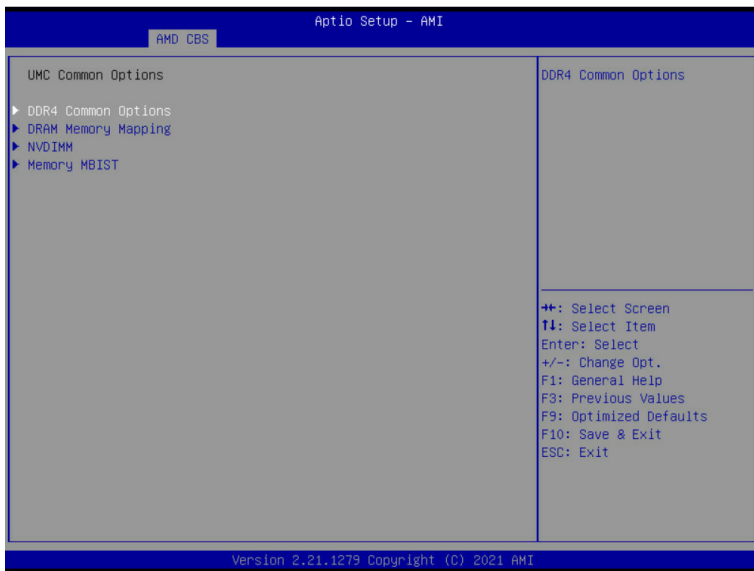 Aptio Setup – AMI
AMD CBS
UMC Common Options
DDR4 Common Options
DRAM Memory Mapping
NVDIMM
Memory MBIST
DDR4 Common Options
→←: Select Screen
↑↓: Select Item
Enter: Select
+/-: Change Opt.
F1: General Help
F3: Previous Values
F9: Optimized Defaults
F10: Save & Exit
ESC: Exit
Version 2.21.1279 Copyright (C) 2021 AMI